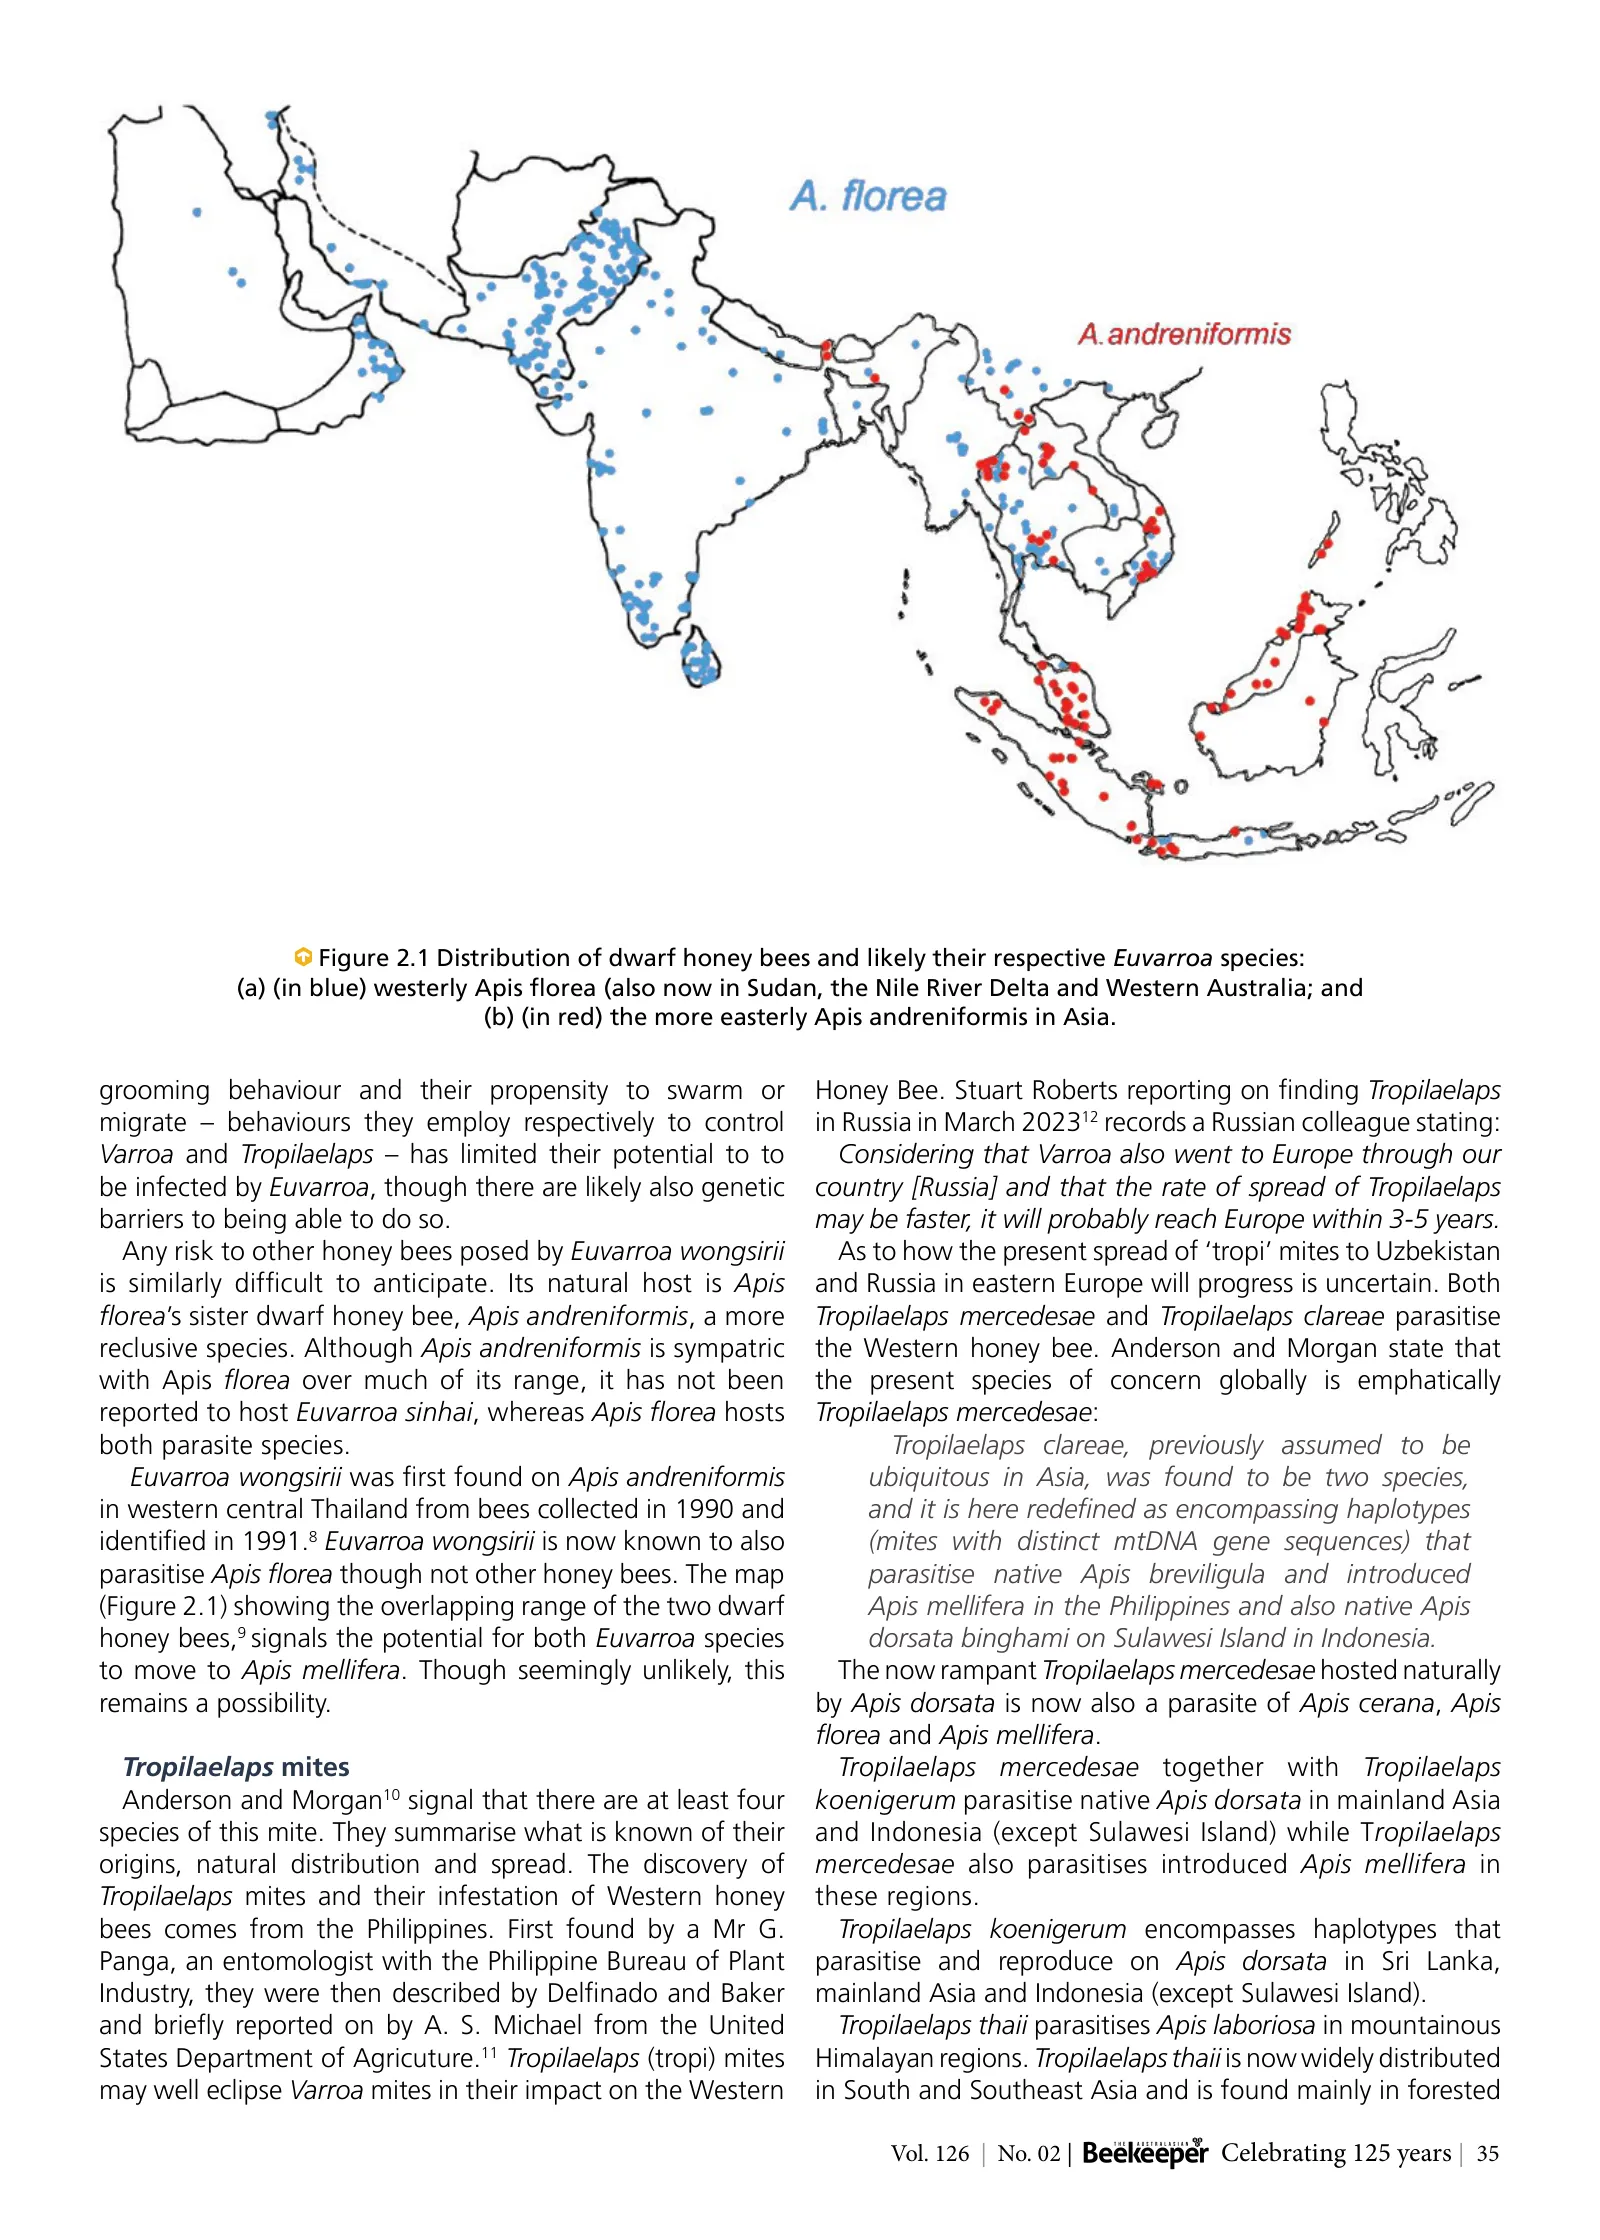 A. florea
A. andreniformis
Figure 2.1 Distribution of dwarf honey bees and likely their respective Euvarroa species:
(a) (in blue) westerly Apis florea (also now in Sudan, the Nile River Delta and Western Australia; and
(b) (in red) the more easterly Apis andreniformis in Asia.
grooming behaviour and their propensity to swarm or
migrate – behaviours they employ respectively to control
Varroa and Tropilaelaps – has limited their potential to to
be infected by Euvarroa, though there are likely also genetic
barriers to being able to do so.
Any risk to other honey bees posed by Euvarroa wongsirii
is similarly difficult to anticipate. Its natural host is Apis
florea’s sister dwarf honey bee, Apis andreniformis, a more
reclusive species. Although Apis andreniformis is sympatric
with Apis florea over much of its range, it has not been
reported to host Euvarroa sinhai, whereas Apis florea hosts
both parasite species.
Euvarroa wongsirii was first found on Apis andreniformis
in western central Thailand from bees collected in 1990 and
identified in 1991.8 Euvarroa wongsirii is now known to also
parasitise Apis florea though not other honey bees. The map
(Figure 2.1) showing the overlapping range of the two dwarf
honey bees,9 signals the potential for both Euvarroa species
to move to Apis mellifera. Though seemingly unlikely, this
remains a possibility.
Tropilaelaps mites
Anderson and Morgan10 signal that there are at least four
species of this mite. They summarise what is known of their
origins, natural distribution and spread. The discovery of
Tropilaelaps mites and their infestation of Western honey
bees comes from the Philippines. First found by a Mr G.
Panga, an entomologist with the Philippine Bureau of Plant
Industry, they were then described by Delfinado and Baker
and briefly reported on by A. S. Michael from the United
States Department of Agricuture.11 Tropilaelaps (tropi) mites
may well eclipse Varroa mites in their impact on the Western
Honey Bee. Stuart Roberts reporting on finding Tropilaelaps
in Russia in March 202312 records a Russian colleague stating:
Considering that Varroa also went to Europe through our
country [Russia] and that the rate of spread of Tropilaelaps
may be faster, it will probably reach Europe within 3-5 years.
As to how the present spread of ‘tropi’ mites to Uzbekistan
and Russia in eastern Europe will progress is uncertain. Both
Tropilaelaps mercedesae and Tropilaelaps clareae parasitise
the Western honey bee. Anderson and Morgan state that
the present species of concern globally is emphatically
Tropilaelaps mercedesae:
Tropilaelaps clareae, previously assumed to be
ubiquitous in Asia, was found to be two species,
and it is here redefined as encompassing haplotypes
(mites with distinct mtDNA gene sequences) that
parasitise native Apis breviligula and introduced
Apis mellifera in the Philippines and also native Apis
dorsata binghami on Sulawesi Island in Indonesia.
The now rampant Tropilaelaps mercedesae hosted naturally
by Apis dorsata is now also a parasite of Apis cerana, Apis
florea and Apis mellifera.
Tropilaelaps mercedesae together with Tropilaelaps
koenigerum parasitise native Apis dorsata in mainland Asia
and Indonesia (except Sulawesi Island) while Tropilaelaps
mercedesae also parasitises introduced Apis mellifera in
these regions.
Tropilaelaps koenigerum encompasses haplotypes that
parasitise and reproduce on Apis dorsata in Sri Lanka,
mainland Asia and Indonesia (except Sulawesi Island).
Tropilaelaps thaii parasitises Apis laboriosa in mountainous
Himalayan regions. Tropilaelaps thaii is now widely distributed
in South and Southeast Asia and is found mainly in forested
Vol. 126 | No. 02 | THE AUSTRALASIAN Beekeeper Celebrating 125 years | 35